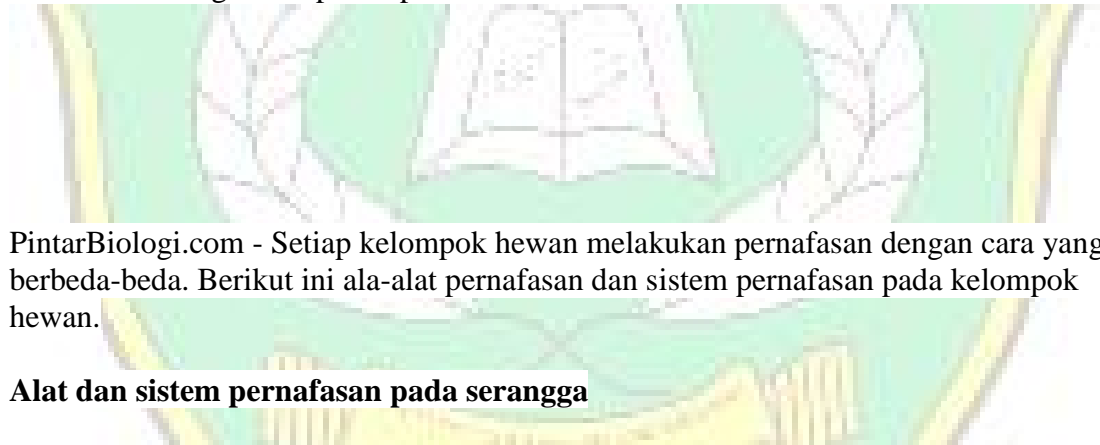 PintarBiologi.com - Setiap kelompok hewan melakukan pernafasan dengan cara yang
berbeda-beda. Berikut ini ala-alat pernafasan dan sistem pernafasan pada kelompok
hewan.
Alat dan sistem pernafasan pada serangga